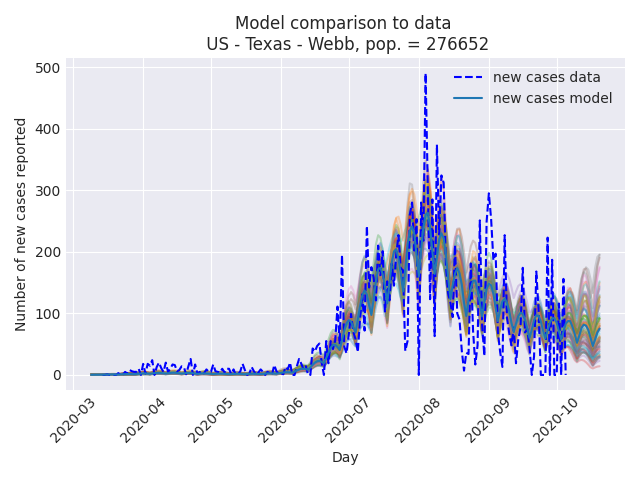 Model comparison to data
US - Texas - Webb, pop. = 276652
new cases data
new cases model
Number of new cases reported
500
400
300
200
100
0
2020-03
2020-04
2020-05
2020-06
2020-07
2020-08
2020-09
2020-10
Day